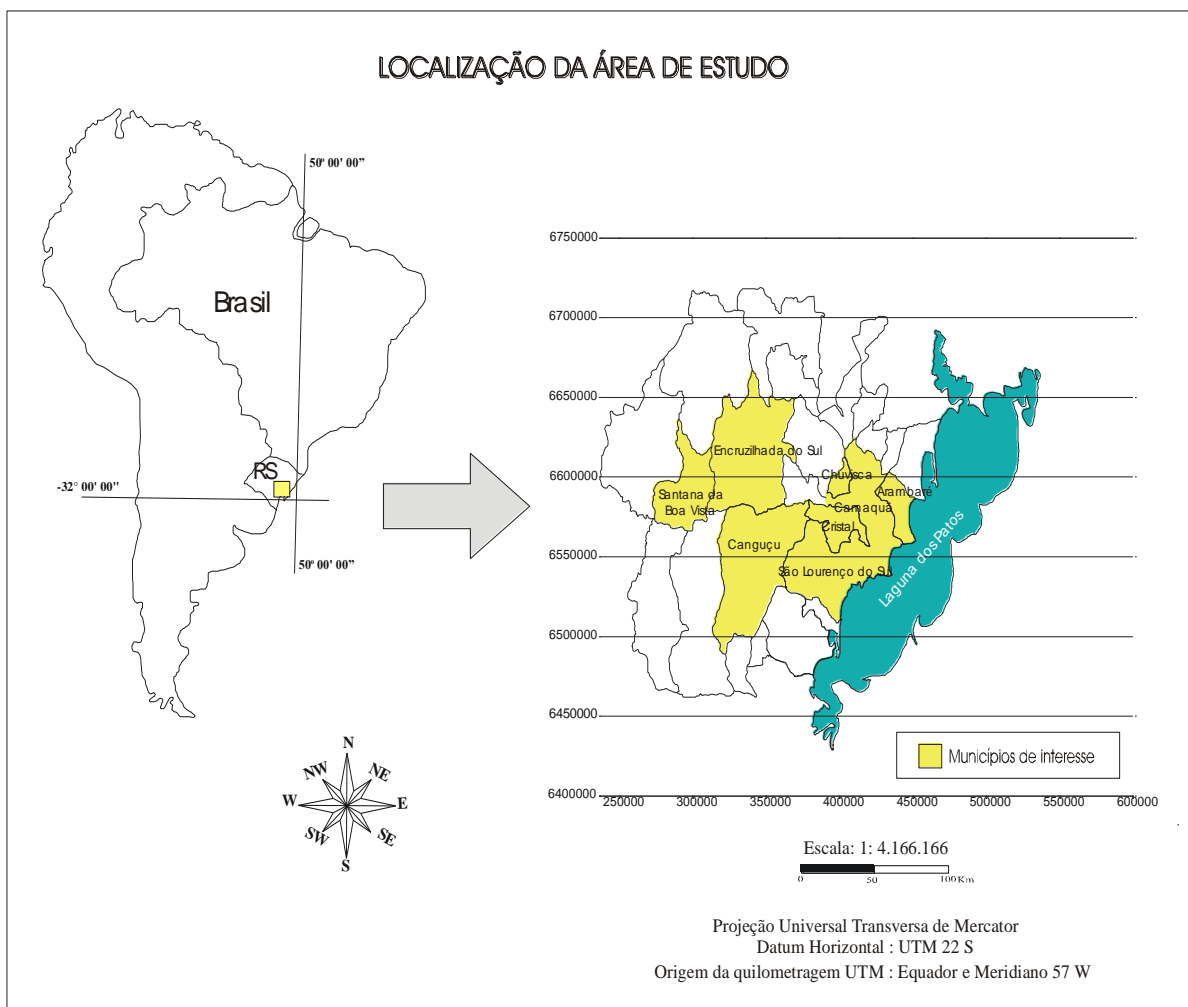 LOCALIZAÇÃO DA ÁREA DE ESTUDO
50º 00' 00”
Brasil
RS
-32° 00' 00”
50º 00' 00”
N
NW
NE
W
E
SW
SE
S
6750000
6700000
6650000
6600000
6550000
6500000
6450000
6400000
250000 300000 350000 400000 450000 500000 550000 600000
Encruzilhada do Sul
Chuvisca
Santana da
Boa Vista
Arambaré
Camaquã
Cristal
Canguçu
São Lourenço do Sul
Laguna dos Patos
Municípios de interesse
Escala: 1: 4.166.166
0 50 100 Km
Projeção Universal Transversa de Mercator
Datum Horizontal : UTM 22 S
Origem da quilometragem UTM : Equador e Meridiano 57 W